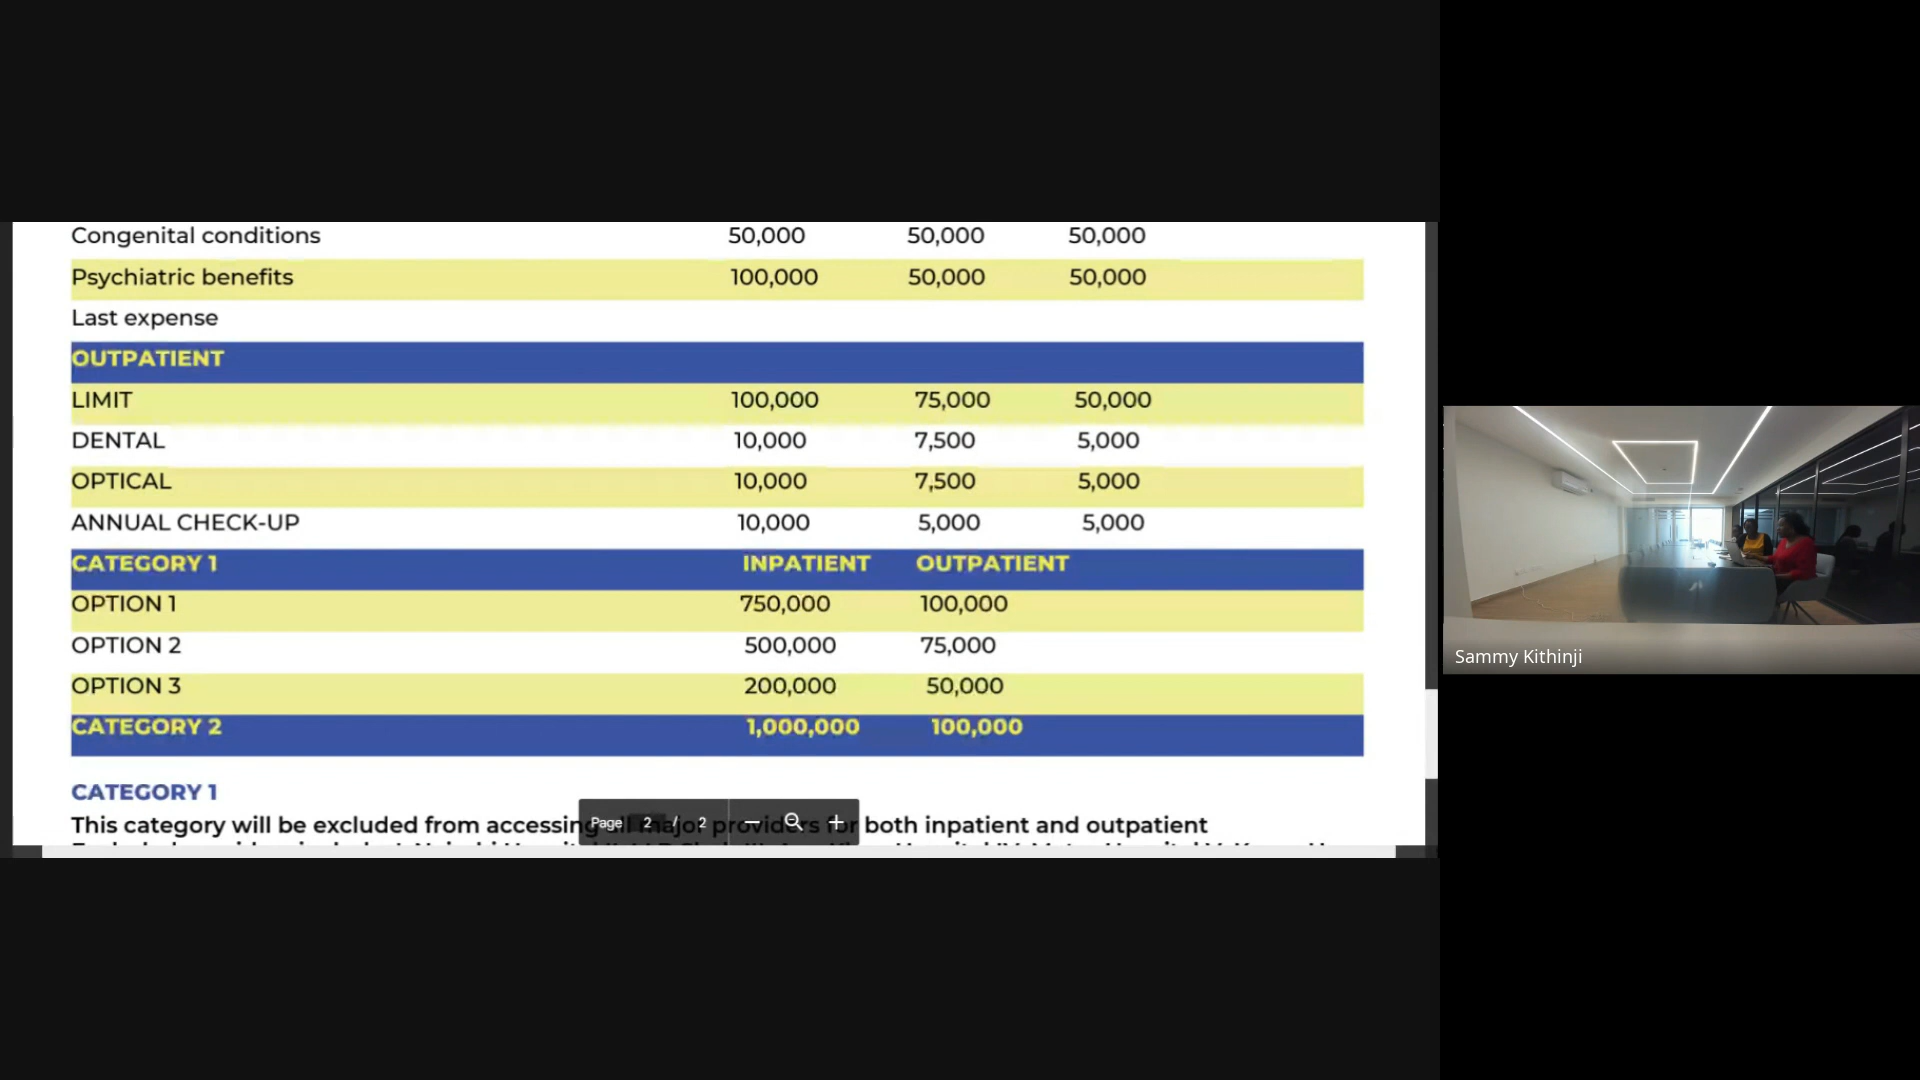 Congenital conditions 50,000 50,000 50,000
Psychiatric benefits 100,000 50,000 50,000
Last expense
OUTPATIENT
LIMIT 100,000 75,000 50,000
DENTAL 10,000 7,500 5,000
OPTICAL 10,000 7,500 5,000
ANNUAL CHECK-UP 10,000 5,000 5,000
CATEGORY 1 INPATIENT OUTPATIENT
OPTION 1 750,000 100,000
OPTION 2 500,000 75,000
OPTION 3 200,000 50,000
CATEGORY 2 1,000,000 100,000
CATEGORY 1
This category will be excluded from accessing all major providers for both inpatient and outpatient
Page 2 / 2
Sammy Kithinji